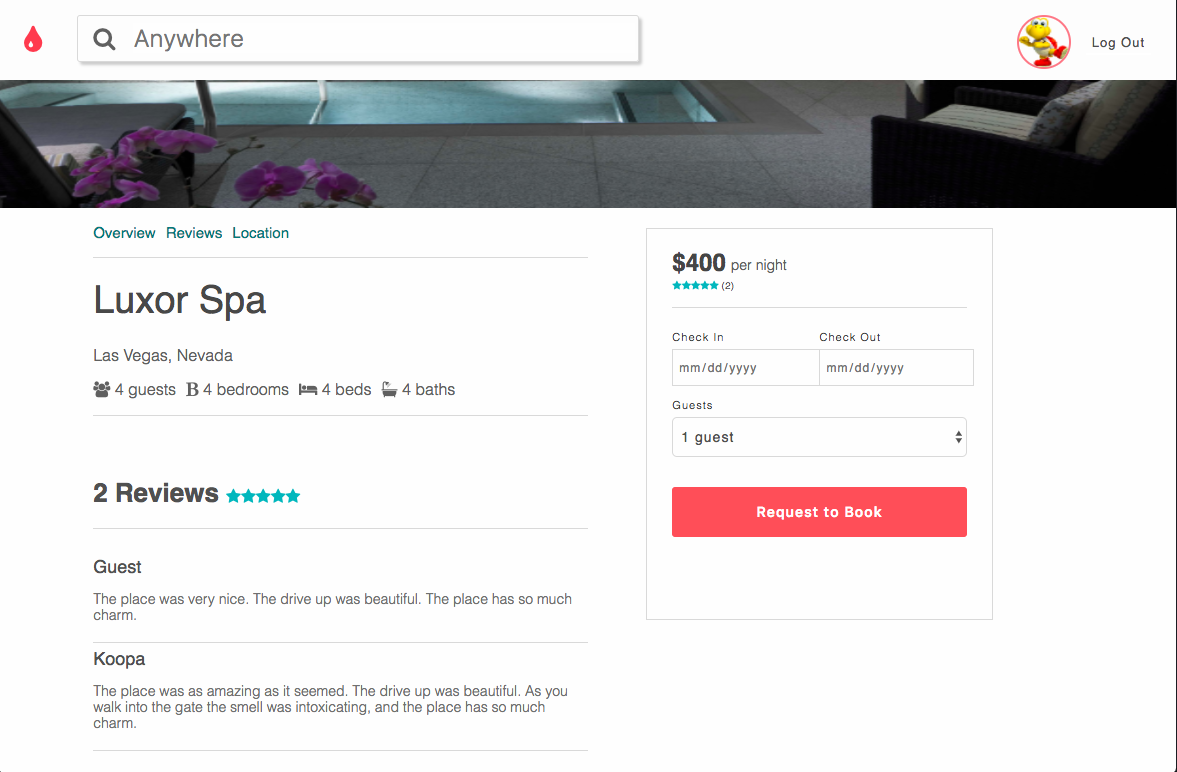 Anywhere
Log Out
Overview Reviews Location
Luxor Spa
Las Vegas, Nevada
4 guests B 4 bedrooms 4 beds 4 baths
2 Reviews
Guest
The place was very nice. The drive up was beautiful. The place has so much
charm.
Koopa
The place was as amazing as it seemed. The drive up was beautiful. As you
walk into the gate the smell was intoxicating, and the place has so much
charm.
$400 per night
(2)
Check In Check Out
mm/dd/yyyy mm/dd/yyyy
Guests
1 guest
Request to Book